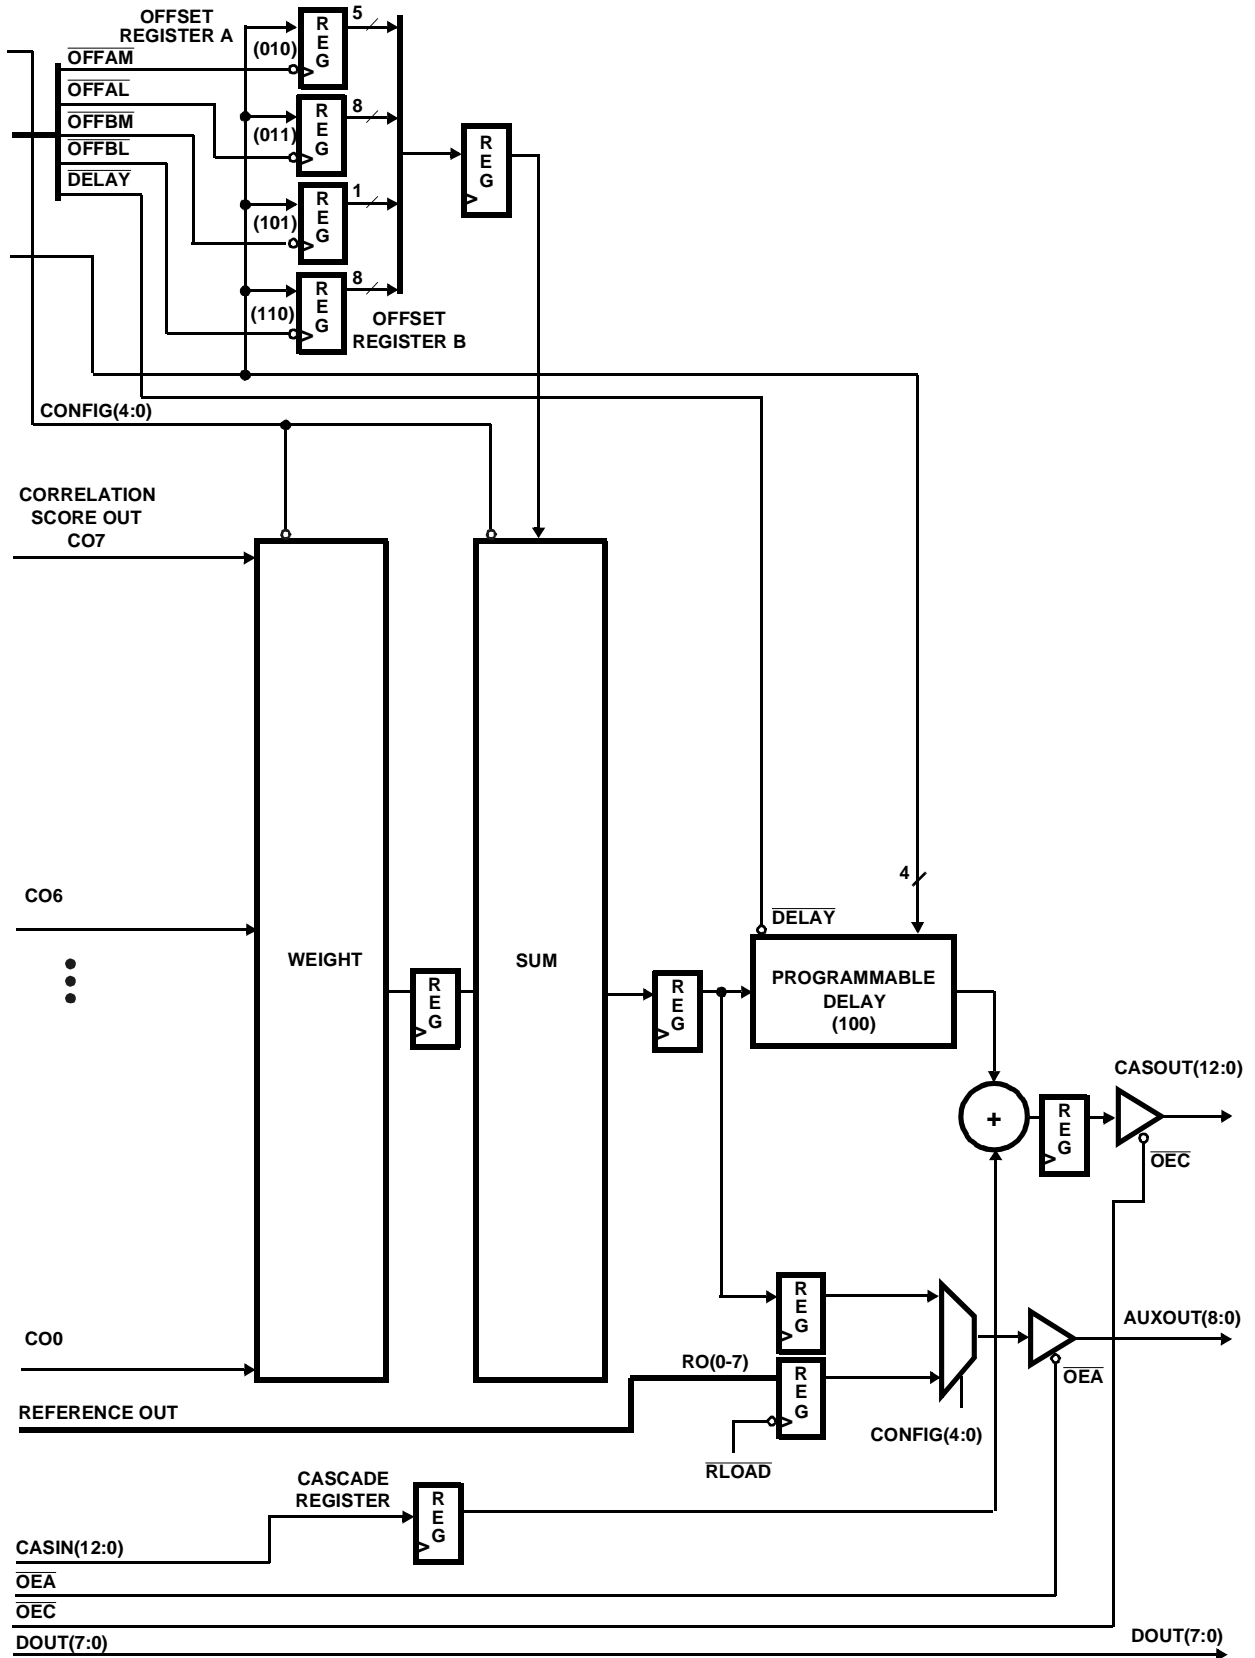 OFFSET
REGISTER A
REG
5
(010)
OFFAM
OFFAL
REG
8
(011)
OFFBM
OFFBL
REG
DELAY
REG
1
(101)
REG
8
(110)
OFFSET
REGISTER B
CONFIG(4:0)
CORRELATION
SCORE OUT
CO7
4
CO6
DELAY
WEIGHT
REG
SUM
REG
PROGRAMMABLE
DELAY
(100)
CASOUT(12:0)
+
REG
OEC
REG
AUXOUT(8:0)
CO0
RO(0-7)
REG
OEA
REFERENCE OUT
CONFIG(4:0)
RLOAD
CASCADE
REGISTER
REG
CASIN(12:0)
OEA
OEC
DOUT(7:0)
DOUT(7:0)